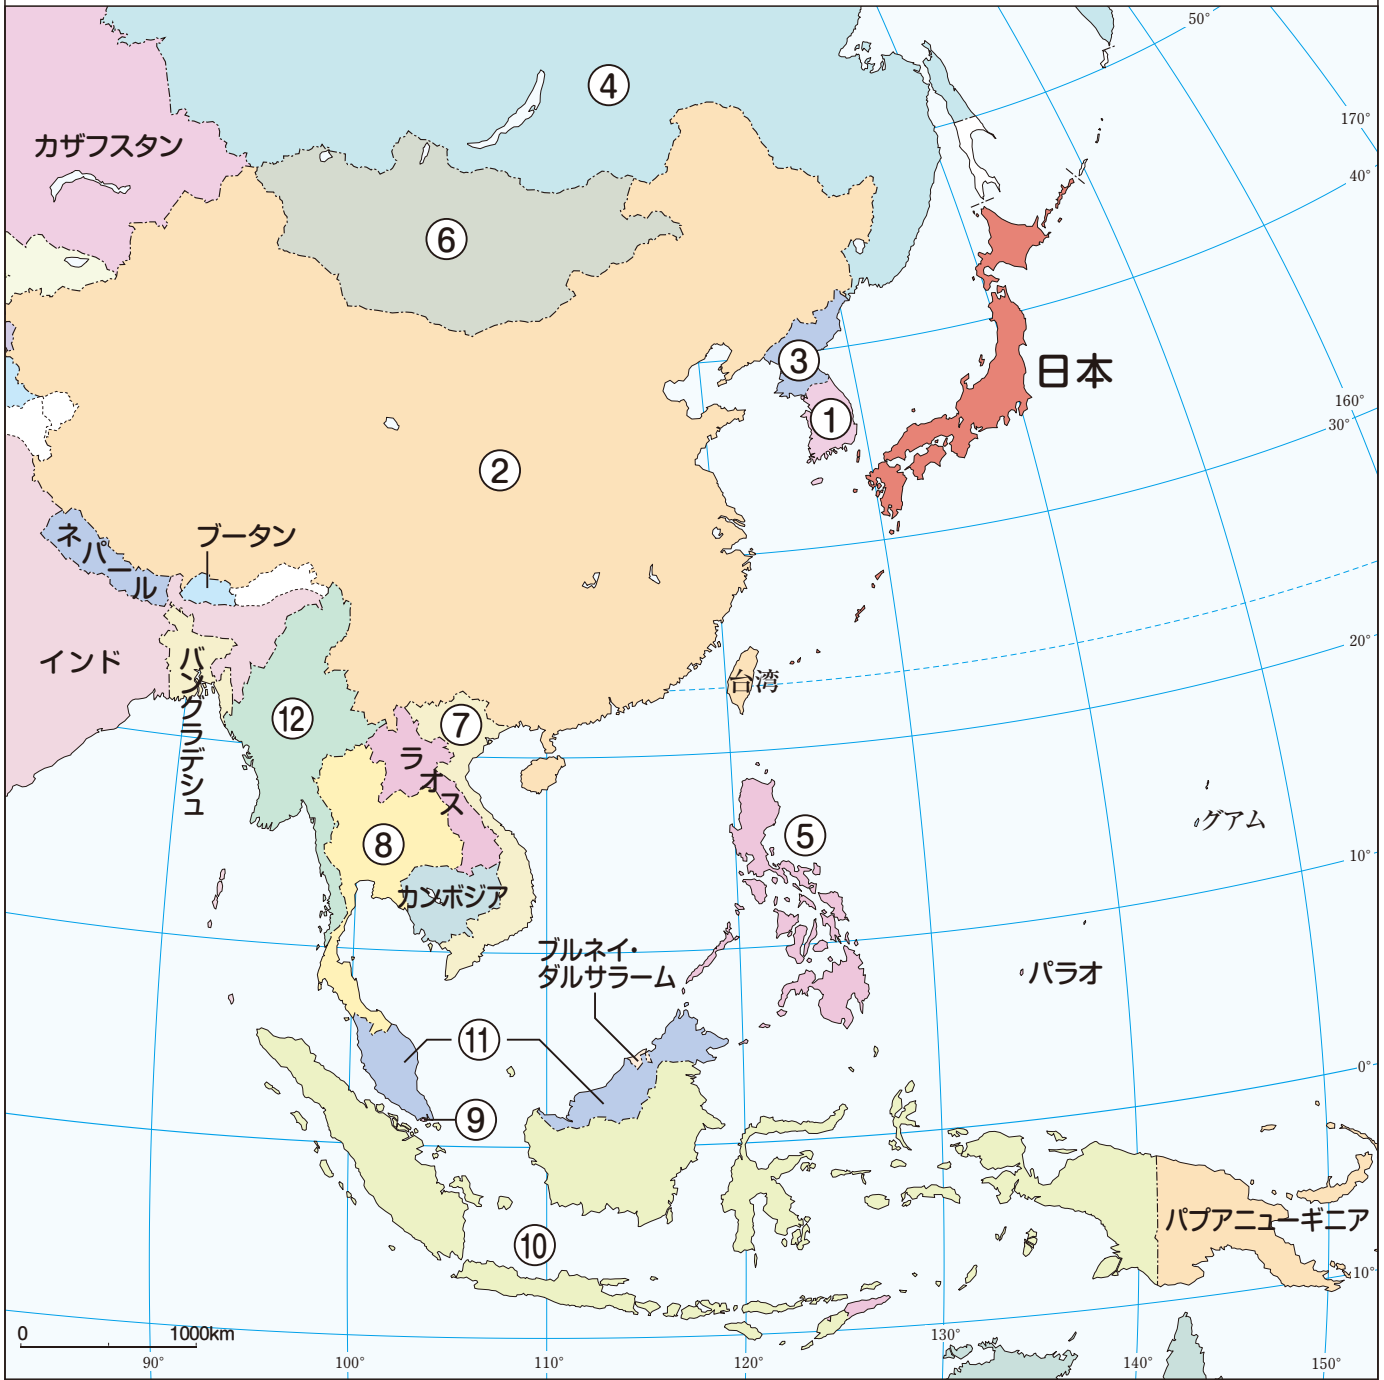 50°
④
170°
カザフスタン
40°
⑥
③
日本
①
160°
30°
②
ネパール
ブータン
20°
インド
バングラデシュ
台湾
⑫
⑦
ラオス
グアム
⑤
⑧
10°
カンボジア
ブルネイ・
ダルサラーム
パラオ
⑪
0°
⑨
パプアニューギニア
⑩
10°
0
1000km
130°
90°
100°
110°
120°
140°
150°